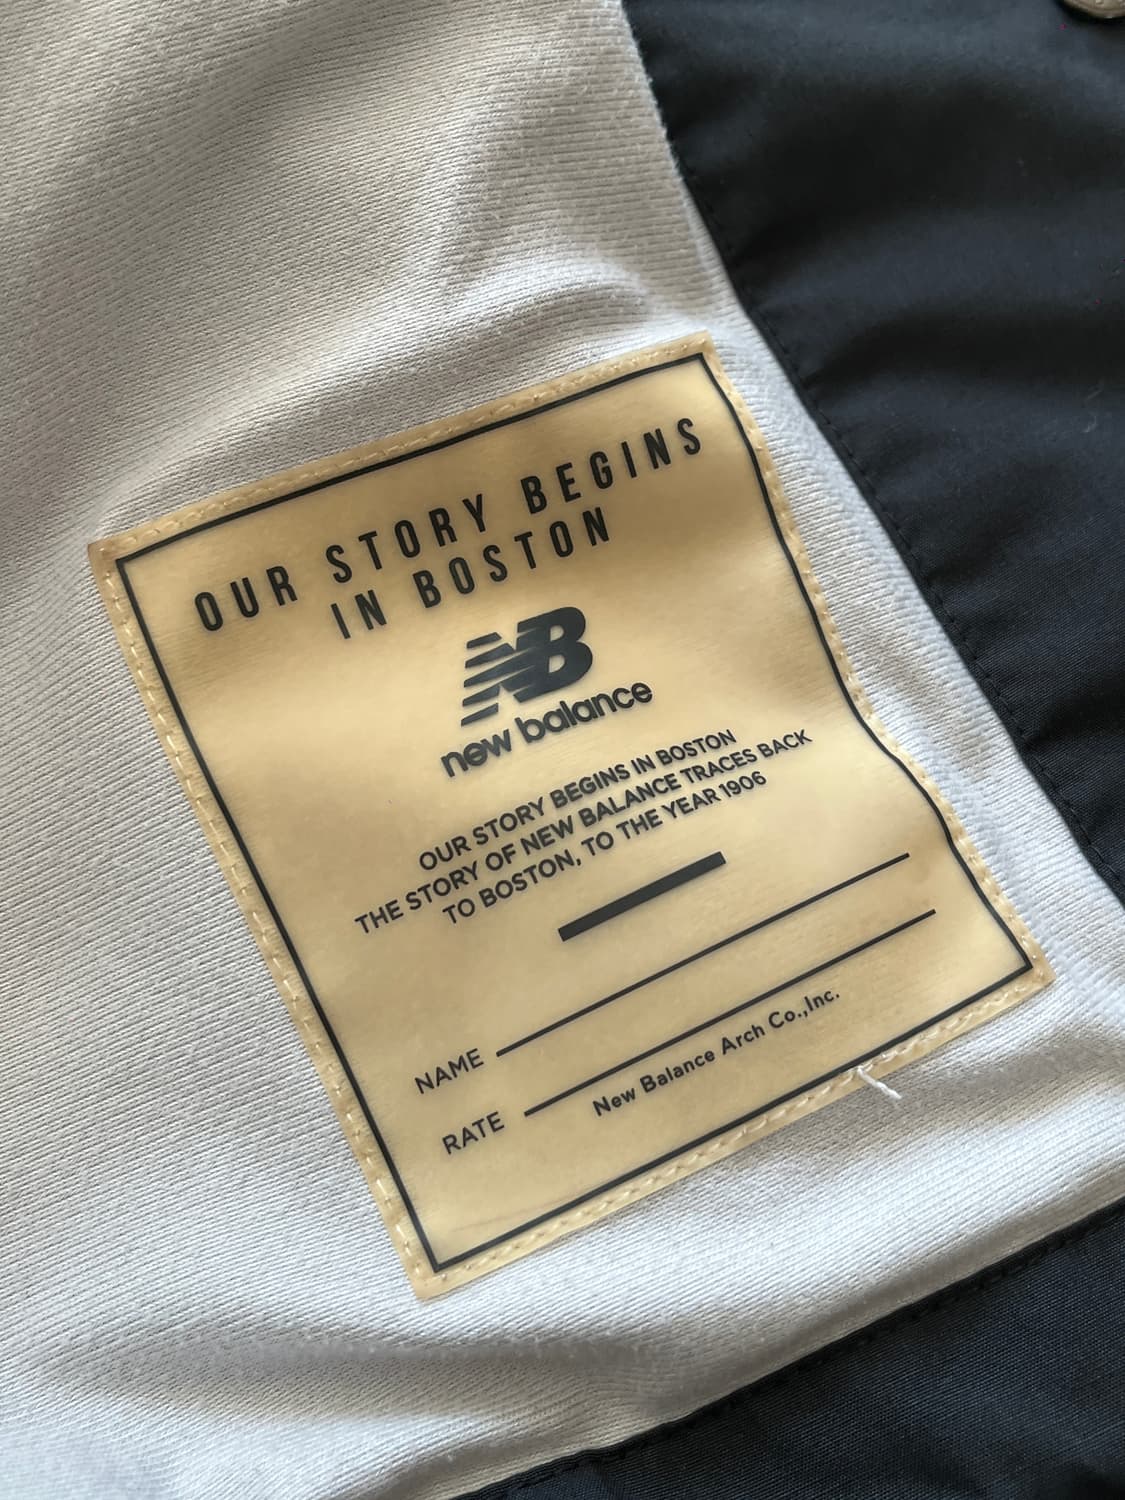 OUR STORY BEGINS
IN BOSTON
NB
new balance
OUR STORY BEGINS IN BOSTON
THE STORY OF NEW BALANCE TRACES BACK
TO BOSTON, TO THE YEAR 1906
NAME
RATE
New Balance Arch Co.,Inc.